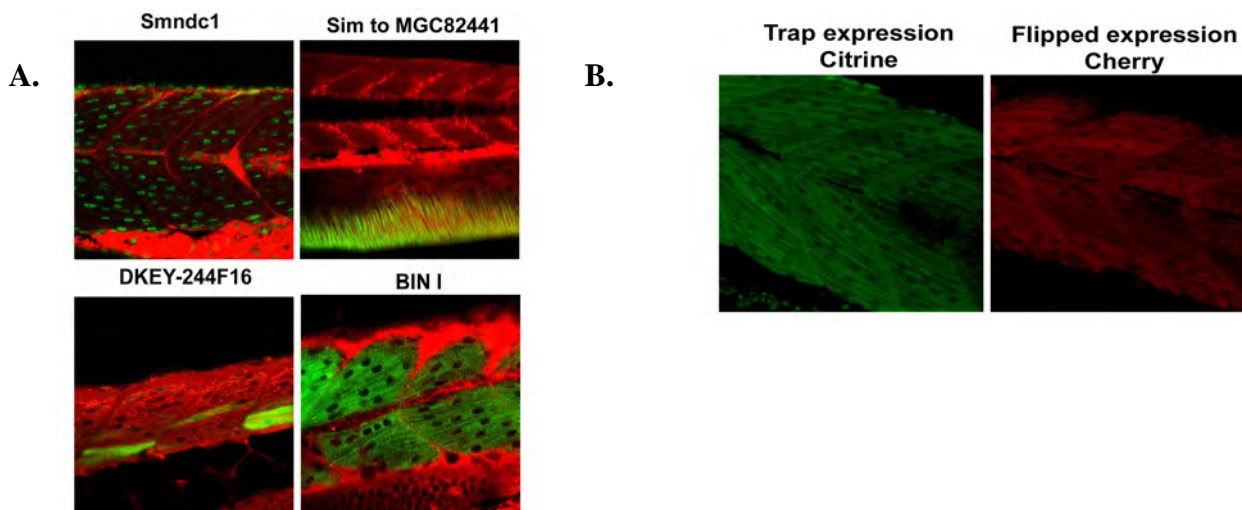 A.
Smndc1
Sim to MGC82441
DKEY-244F16
BIN I
B.
Trap expression
Citrine
Flipped expression
Cherry